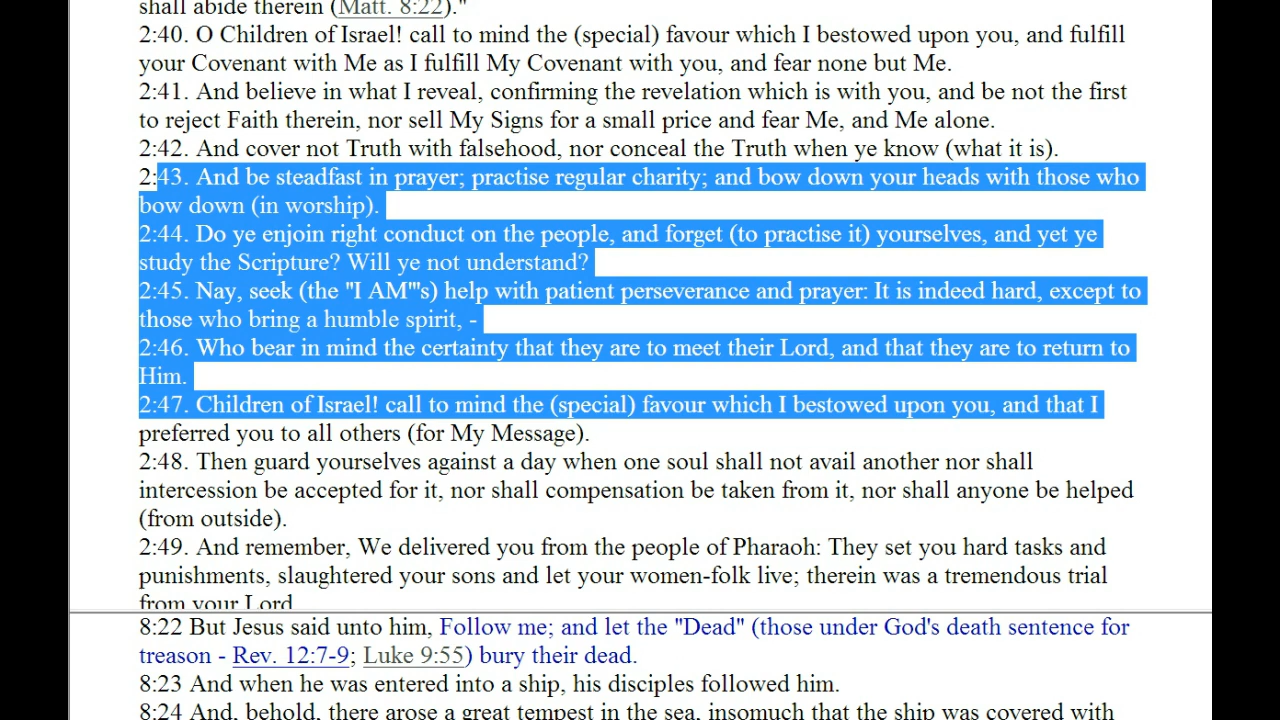 shall abide therein (Matt. 8:22)."
2:40. O Children of Israel! call to mind the (special) favour which I bestowed upon you, and fulfill
your Covenant with Me as I fulfill My Covenant with you, and fear none but Me.
2:41. And believe in what I reveal, confirming the revelation which is with you, and be not the first
to reject Faith therein, nor sell My Signs for a small price and fear Me, and Me alone.
2:42. And cover not Truth with falsehood, nor conceal the Truth when ye know (what it is).
2:43. And be steadfast in prayer; practise regular charity; and bow down your heads with those who
bow down (in worship).
2:44. Do ye enjoin right conduct on the people, and forget (to practise it) yourselves, and yet ye
study the Scripture? Will ye not understand?
2:45. Nay, seek (the "I AM"'s) help with patient perseverance and prayer: It is indeed hard, except to
those who bring a humble spirit, -
2:46. Who bear in mind the certainty that they are to meet their Lord, and that they are to return to
Him.
2:47. Children of Israel! call to mind the (special) favour which I bestowed upon you, and that I
preferred you to all others (for My Message).
2:48. Then guard yourselves against a day when one soul shall not avail another nor shall
intercession be accepted for it, nor shall compensation be taken from it, nor shall anyone be helped
(from outside).
2:49. And remember, We delivered you from the people of Pharaoh: They set you hard tasks and
punishments, slaughtered your sons and let your women-folk live; therein was a tremendous trial
from your Lord
8:22 But Jesus said unto him, Follow me; and let the "Dead" (those under God's death sentence for
treason - Rev. 12:7-9; Luke 9:55) bury their dead.
8:23 And when he was entered into a ship, his disciples followed him.
8:24 And, behold, there arose a great tempest in the sea, insomuch that the ship was covered with